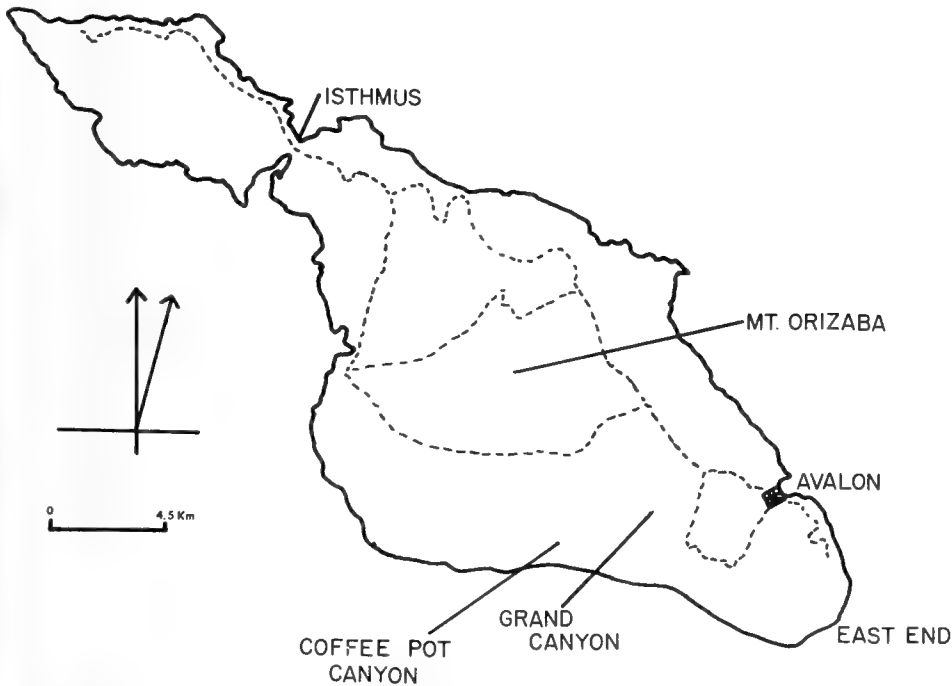 ISTHMUS
MT. ORIZABA
AVALON
0 4.5 Km
GRAND
CANYON
EAST END
COFFEE POT
CANYON